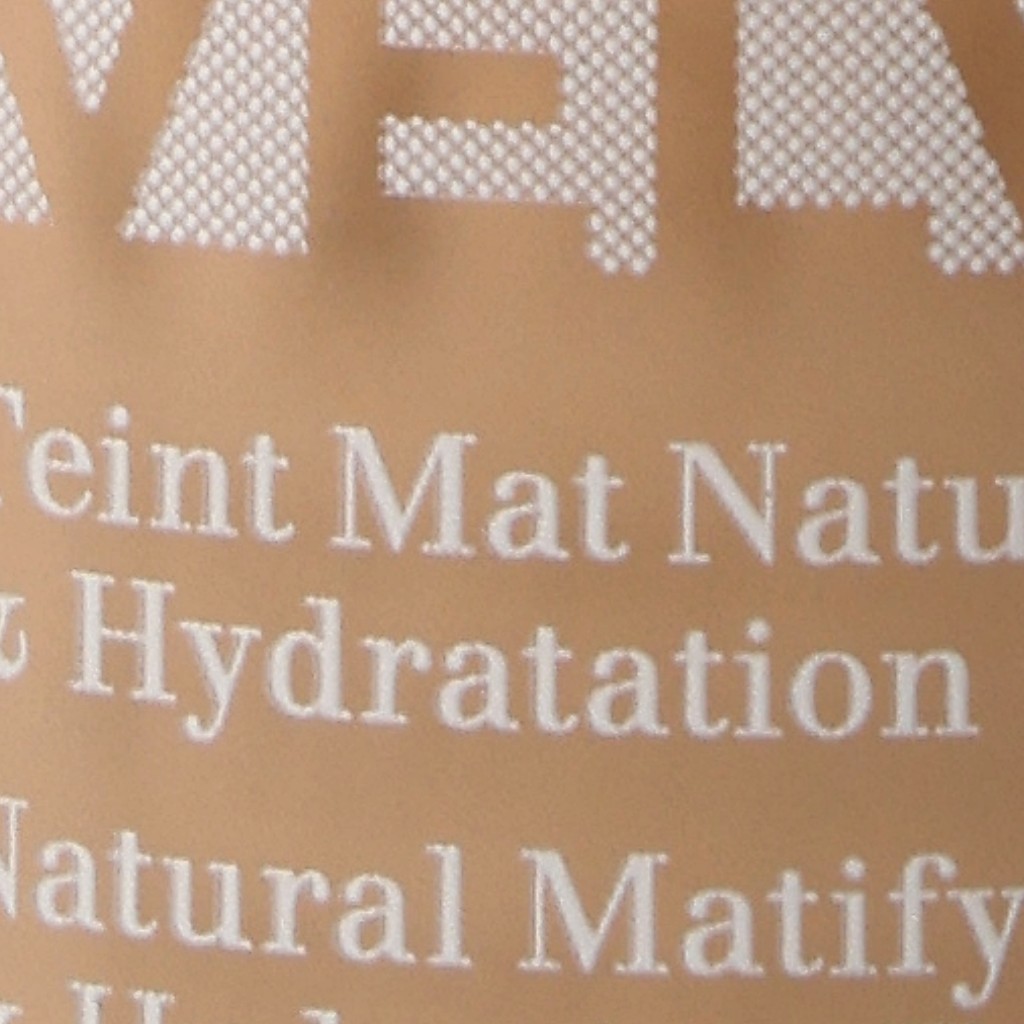 Teint Mat Natu
& Hydratation
Natural Matify